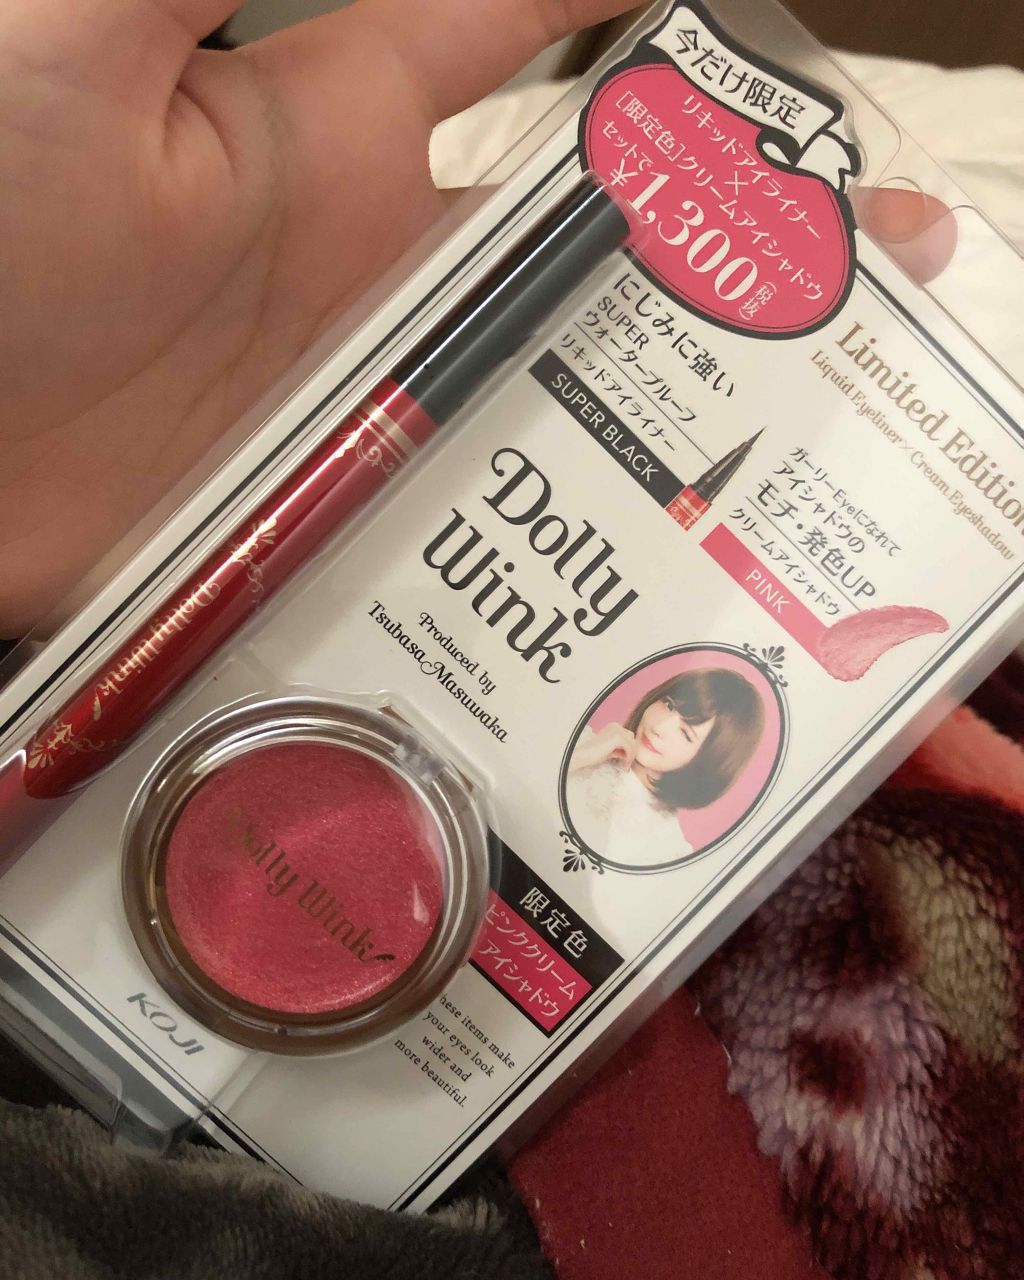 今だけ限定
リキッドアイライナー
×
[限定色]クリームアイシャドウ
セットで
¥1,300(税抜)
Limited Edition
Liquid Eyeliner×Cream Eyeshadow
にじみに強い
SUPER
ウォータープルーフ
リキッドアイライナー
SUPER BLACK
ガーリーEyeになれて
アイシャドウの
モチ・発色UP
クリームアイシャドウ
PINK
Dolly
Wink
Produced by
Tsubasa Masuwaka
Dolly Wink
Dolly Wink
限定色
ピンククリーム
アイシャドウ
hese items make
your eyes look
wider and
more beautiful.
KOJI